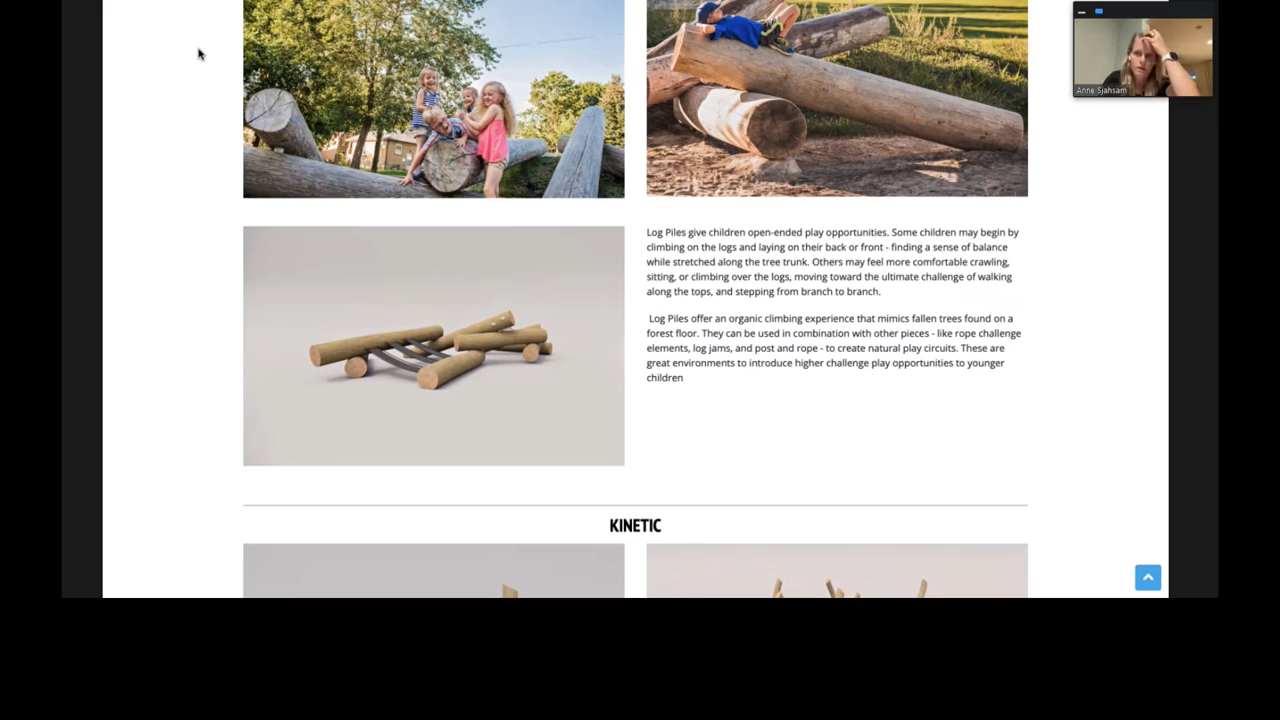 Anne Sjahsam
Log Piles give children open-ended play opportunities. Some children may begin by
climbing on the logs and laying on their back or front - finding a sense of balance
while stretched along the tree trunk. Others may feel more comfortable crawling,
sitting, or climbing over the logs, moving toward the ultimate challenge of walking
along the tops, and stepping from branch to branch.
Log Piles offer an organic climbing experience that mimics fallen trees found on a
forest floor. They can be used in combination with other pieces - like rope challenge
elements, log jams, and post and rope - to create natural play circuits. These are
great environments to introduce higher challenge play opportunities to younger
children
KINETIC